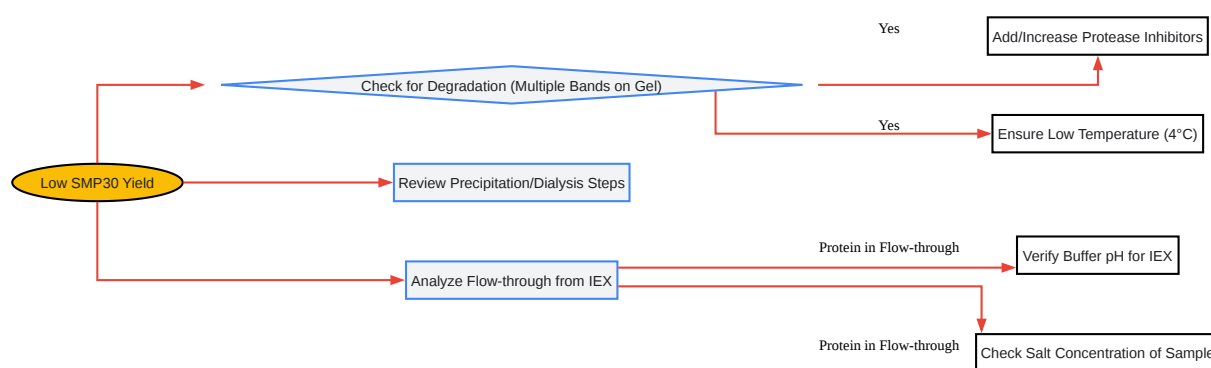 Yes
Add/Increase Protease Inhibitors
Check for Degradation (Multiple Bands on Gel)
Yes
Ensure Low Temperature (4°C)
Low SMP30 Yield
Review Precipitation/Dialysis Steps
Protein in Flow-through
Verify Buffer pH for IEX
Analyze Flow-through from IEX
Protein in Flow-through
Check Salt Concentration of Sample